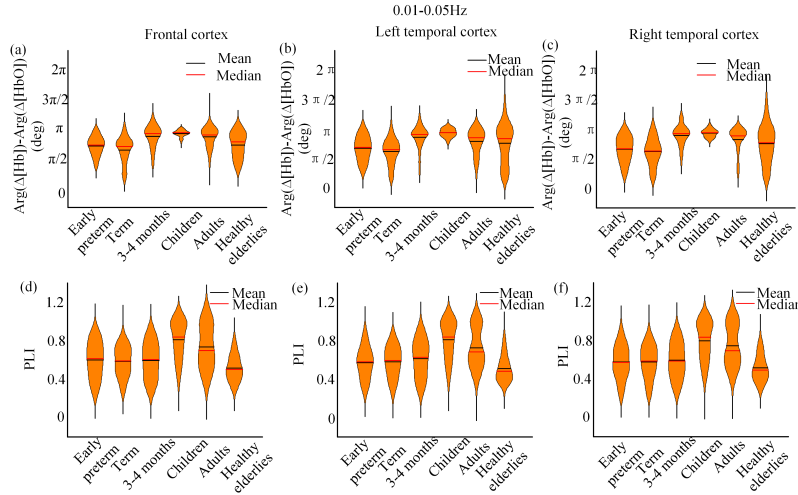 0.01-0.05Hz
Frontal cortex
Left temporal cortex
Right temporal cortex
(a)
Arg(Δ[Hb])-Arg(Δ[HbO])
(deg)
2π
3π/2
π
π/2
0
Mean
Median
Early
preterm
Term
3-4 months
Children
Adults
Healthy
elderlies
(b)
Arg(Δ[Hb])-Arg(Δ[HbO])
(deg)
2 π
3 π /2
π
π /2
0
Mean
Median
Early
preterm
Term
3-4 months
Children
Adults
Healthy
elderlies
(c)
Arg(Δ[Hb])-Arg(Δ[HbO])
(deg)
2 π
3 π /2
π
π /2
0
Mean
Median
Early
preterm
Term
3-4 months
Children
Adults
Healthy
elderlies
(d)
PLI
1.2
0.8
0.4
0
Mean
Median
Early
preterm
Term
3-4 months
Children
Adults
Healthy
elderlies
(e)
PLI
1.2
0.8
0.4
0
Mean
Median
Early
preterm
Term
3-4 months
Children
Adults
Healthy
elderlies
(f)
PLI
1.2
0.8
0.4
0
Mean
Median
Early
preterm
Term
3-4 months
Children
Adults
Healthy
elderlies